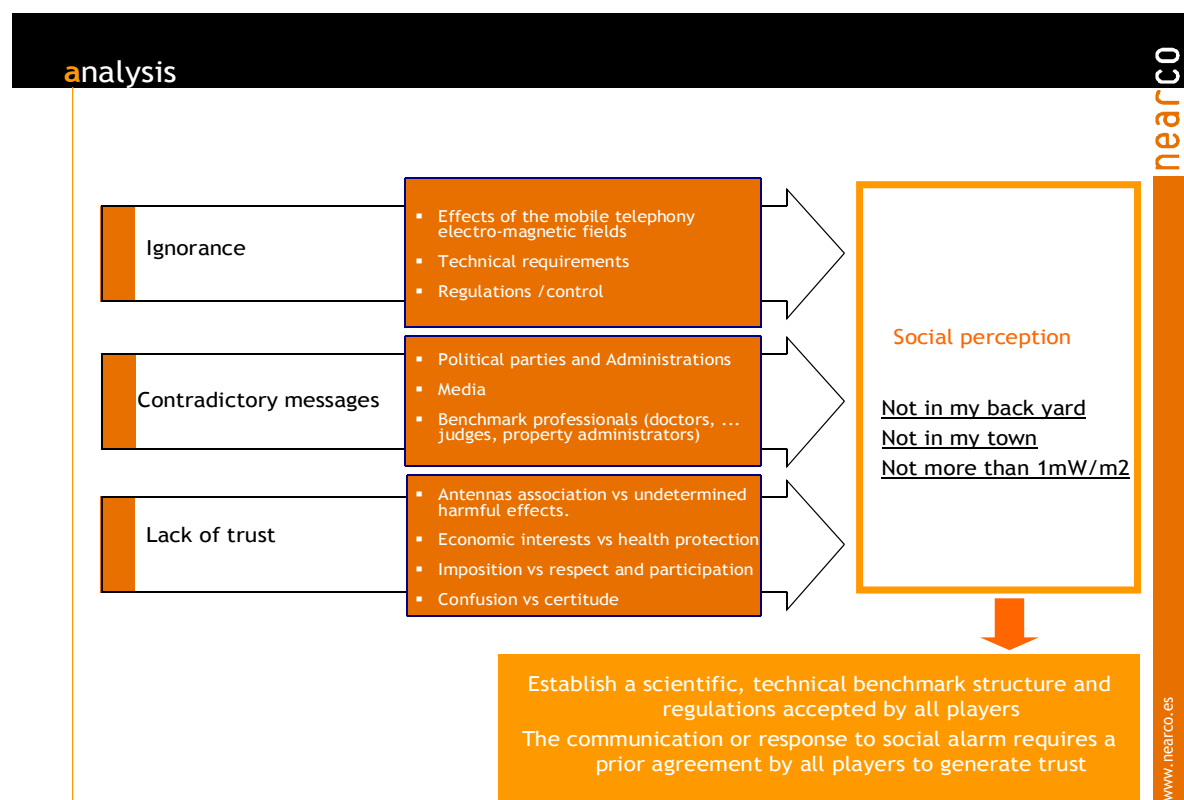 analysis
nearco
Ignorance
▪ Effects of the mobile telephony
electro-magnetic fields
▪ Technical requirements
▪ Regulations /control
Contradictory messages
▪ Political parties and Administrations
▪ Media
▪ Benchmark professionals (doctors, ...
judges, property administrators)
Lack of trust
▪ Antennas association vs undetermined
harmful effects.
▪ Economic interests vs health protection
▪ Imposition vs respect and participation
▪ Confusion vs certitude
Social perception
Not in my back yard
Not in my town
Not more than 1mW/m2
Establish a scientific, technical benchmark structure and
regulations accepted by all players
The communication or response to social alarm requires a
prior agreement by all players to generate trust
www.nearco.es